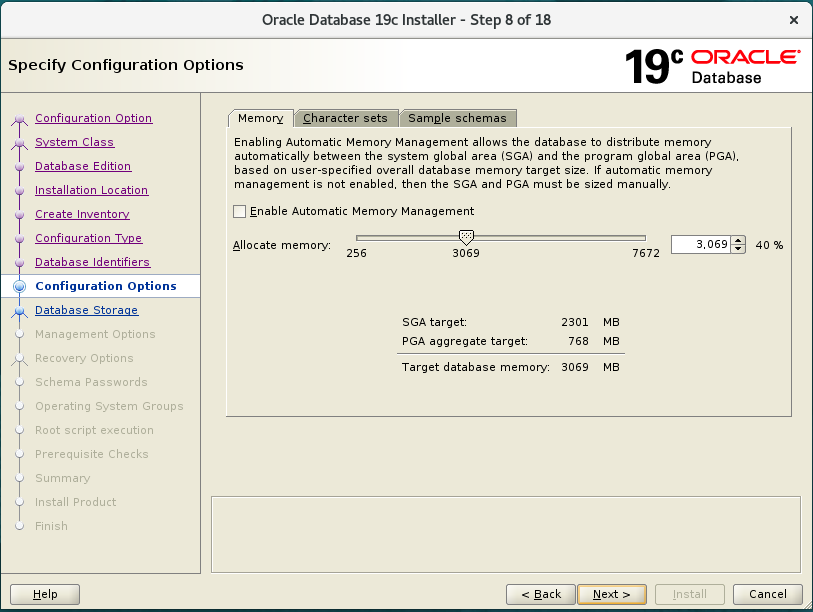 Oracle Database 19c Installer - Step 8 of 18
Specify Configuration Options
19c ORACLE
Database
Configuration Option
System Class
Database Edition
Installation Location
Create Inventory
Configuration Type
Database Identifiers
Configuration Options
Database Storage
Management Options
Recovery Options
Schema Passwords
Operating System Groups
Root script execution
Prerequisite Checks
Summary
Install Product
Finish
Memory Character sets Sample schemas
Enabling Automatic Memory Management allows the database to distribute memory
automatically between the system global area (SGA) and the program global area (PGA),
based on user-specified overall database memory target size. If automatic memory
management is not enabled, then the SGA and PGA must be sized manually.
Enable Automatic Memory Management
Allocate memory: 256 3069 7672 3,069 40 %
SGA target: 2301 MB
PGA aggregate target: 768 MB
Target database memory: 3069 MB
Help < Back Next > Install Cancel